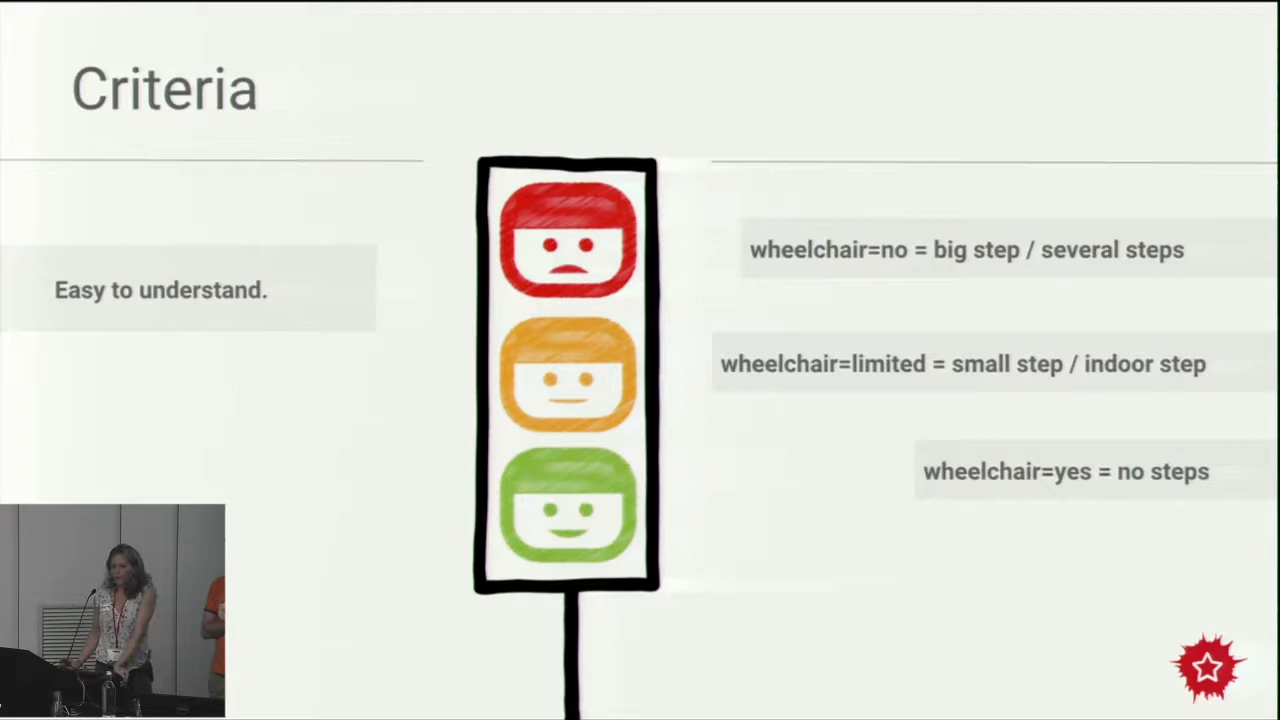 Criteria
Easy to understand.
wheelchair=no = big step / several steps
wheelchair=limited = small step / indoor step
wheelchair=yes = no steps